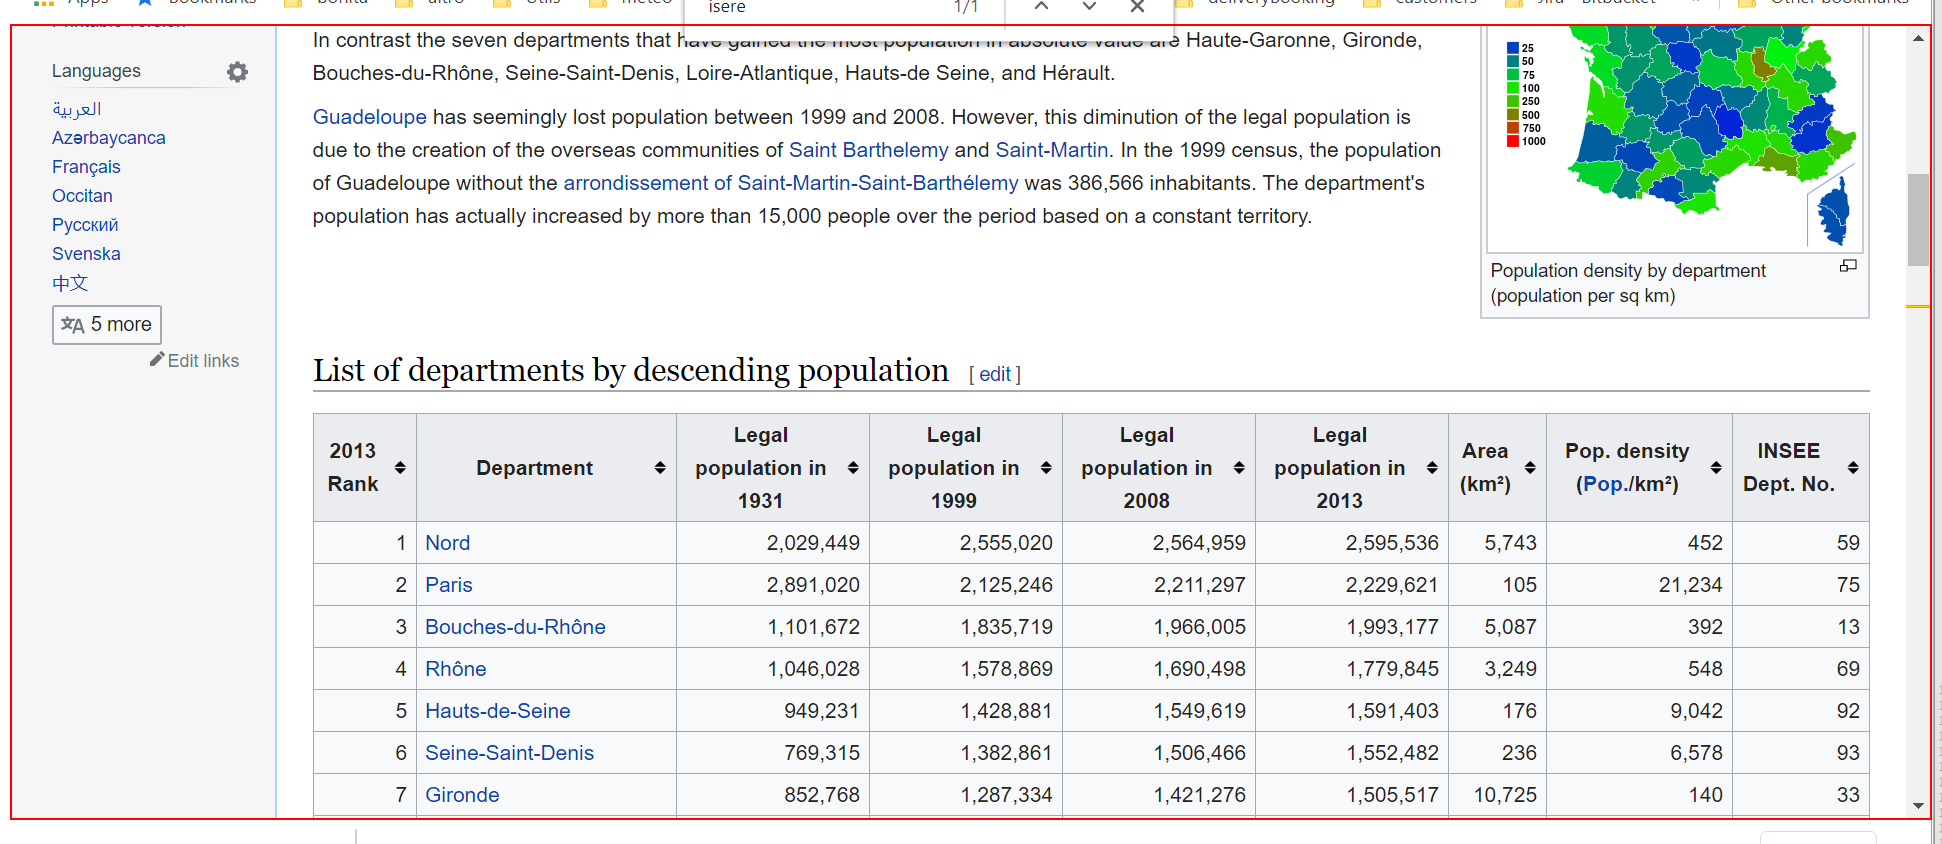 Apps Bookmarks bonita altro Utils meteo deliverybooking customers Jira Bitbucket » Other bookmarks
isere 1/1
Printable version
Languages
العربية
Azərbaycanca
Français
Occitan
Русский
Svenska
中文
5 more
Edit links
In contrast the seven departments that have gained the most population in absolute value are Haute-Garonne, Gironde,
Bouches-du-Rhône, Seine-Saint-Denis, Loire-Atlantique, Hauts-de Seine, and Hérault.
Guadeloupe has seemingly lost population between 1999 and 2008. However, this diminution of the legal population is
due to the creation of the overseas communities of Saint Barthelemy and Saint-Martin. In the 1999 census, the population
of Guadeloupe without the arrondissement of Saint-Martin-Saint-Barthélemy was 386,566 inhabitants. The department's
population has actually increased by more than 15,000 people over the period based on a constant territory.
25
50
75
100
250
500
750
1000
Population density by department
(population per sq km)
List of departments by descending population [ edit ]
2013 Rank Department Legal population in 1931 Legal population in 1999 Legal population in 2008 Legal population in 2013 Area (km²) Pop. density (Pop./km²) INSEE Dept. No.
1 Nord 2,029,449 2,555,020 2,564,959 2,595,536 5,743 452 59
2 Paris 2,891,020 2,125,246 2,211,297 2,229,621 105 21,234 75
3 Bouches-du-Rhône 1,101,672 1,835,719 1,966,005 1,993,177 5,087 392 13
4 Rhône 1,046,028 1,578,869 1,690,498 1,779,845 3,249 548 69
5 Hauts-de-Seine 949,231 1,428,881 1,549,619 1,591,403 176 9,042 92
6 Seine-Saint-Denis 769,315 1,382,861 1,506,466 1,552,482 236 6,578 93
7 Gironde 852,768 1,287,334 1,421,276 1,505,517 10,725 140 33